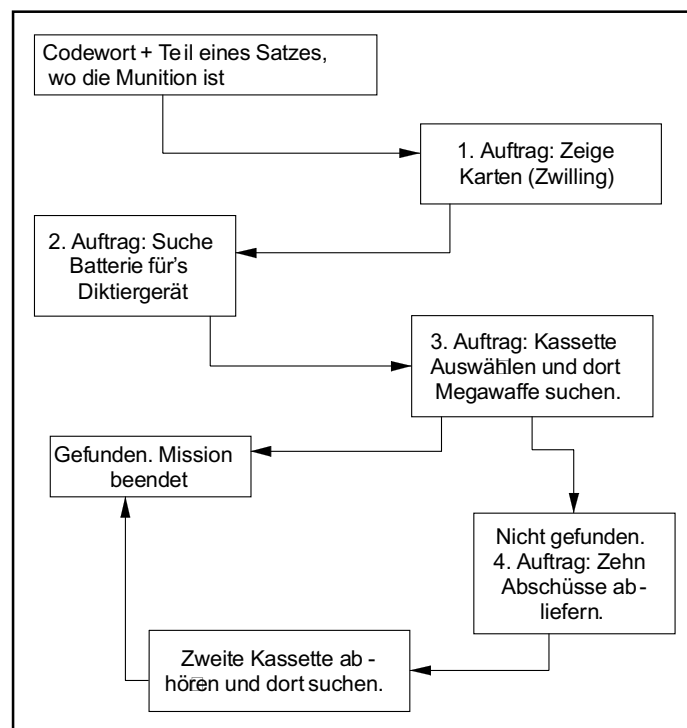 Codewort + Teil eines Satzes,
wo die Munition ist
1. Auftrag: Zeige
Karten (Zwilling)
2. Auftrag: Suche
Batterie für's
Diktiergerät
3. Auftrag: Kassette
Auswählen und dort
Megawaffe suchen.
Gefunden. Mission
beendet
Nicht gefunden.
4. Auftrag: Zehn
Abschüsse ab-
liefern.
Zweite Kassette ab-
hören und dort suchen.